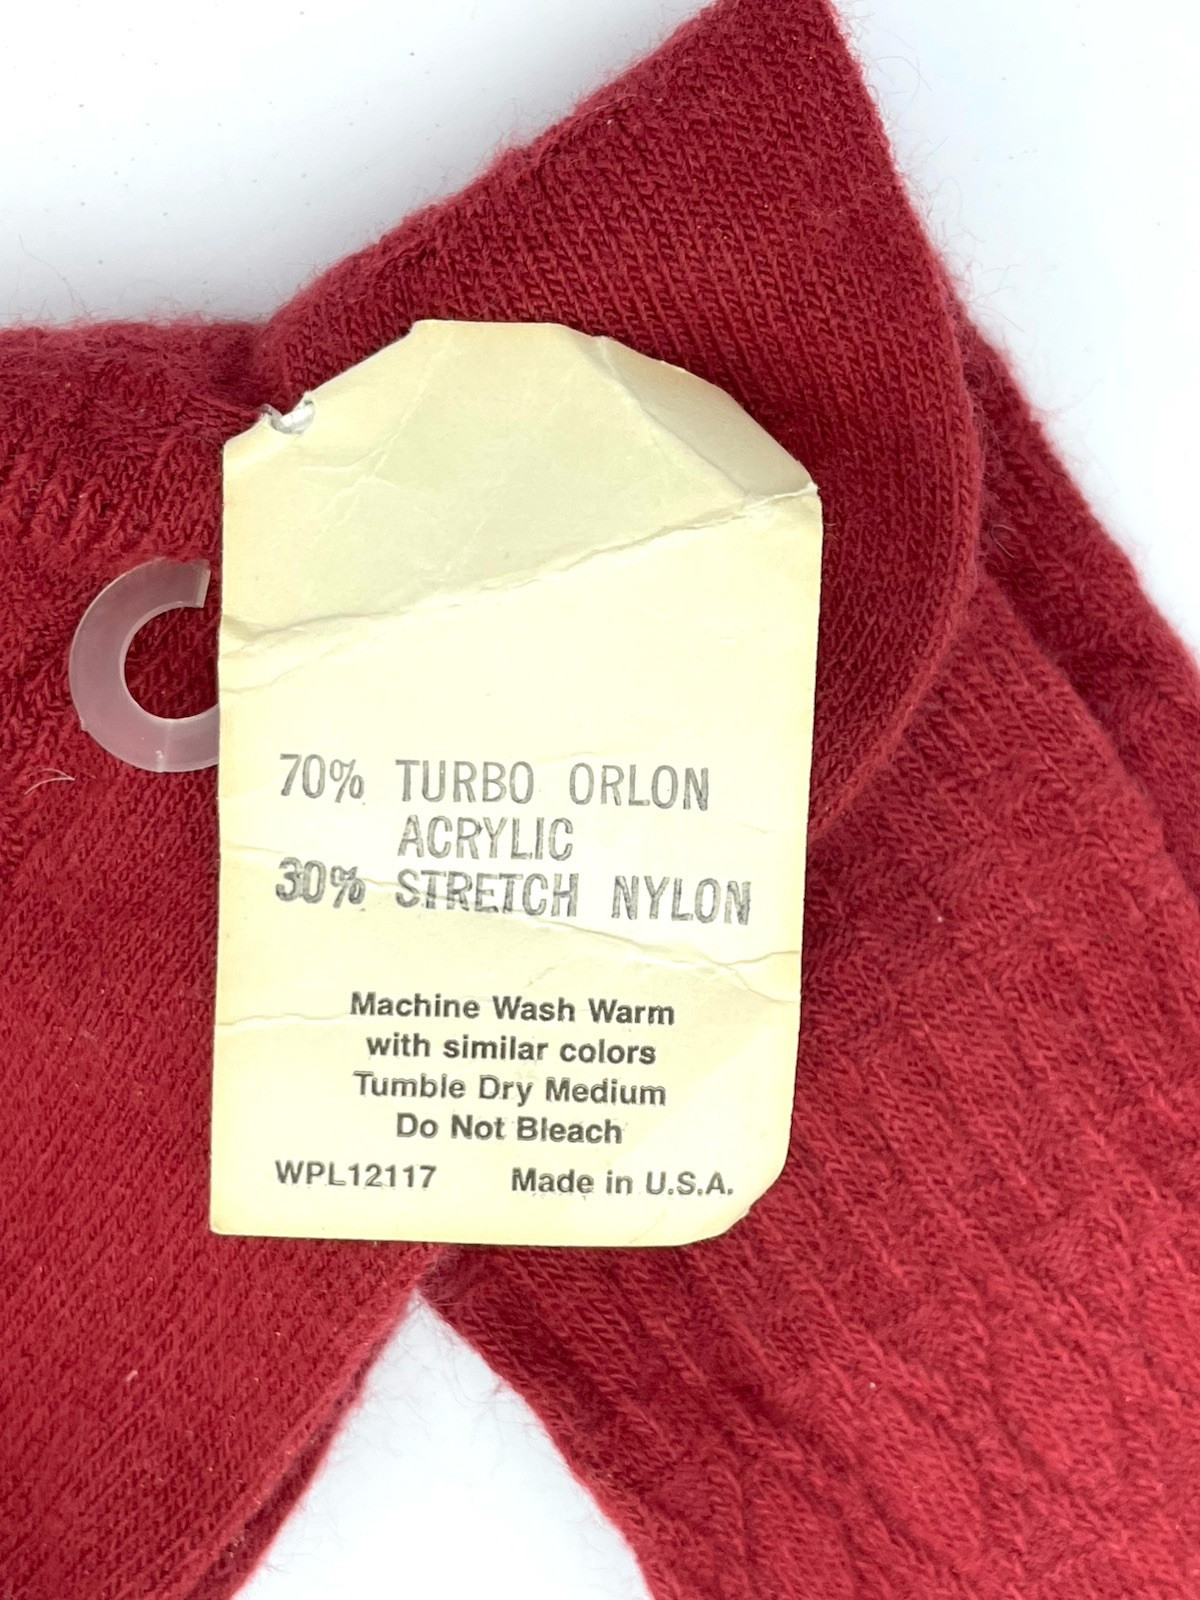 70% TURBO ORLON
ACRYLIC
30% STRETCH NYLON
Machine Wash Warm
with similar colors
Tumble Dry Medium
Do Not Bleach
WPL12117 Made in U.S.A.